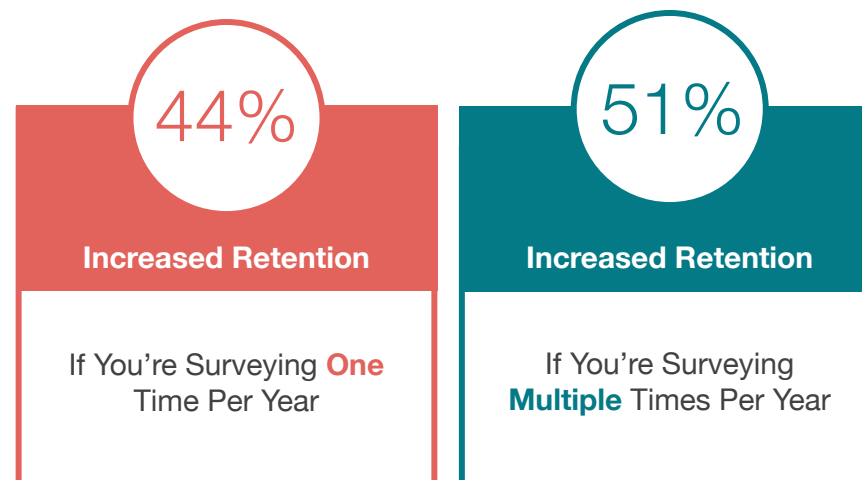 44%
Increased Retention
If You’re Surveying One
Time Per Year
51%
Increased Retention
If You’re Surveying
Multiple Times Per Year